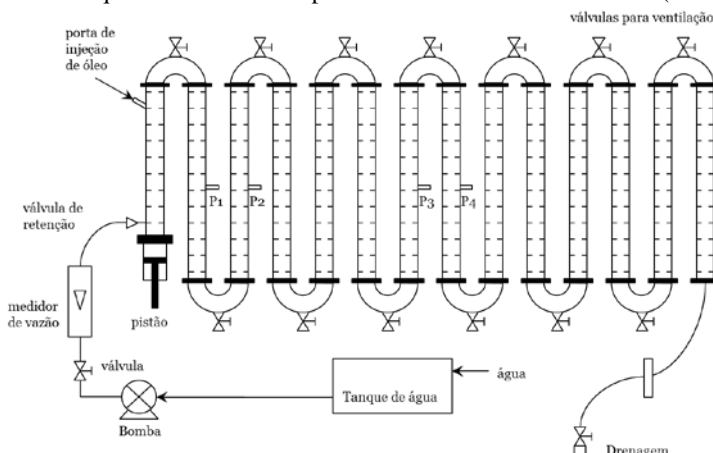 válvulas para ventilação
porta de
injeção
de óleo
P1
P2
P3
P4
válvula de
retenção
medidor
de vazão
pistão
válvula
água
Tanque de água
Bomba
Drenagem